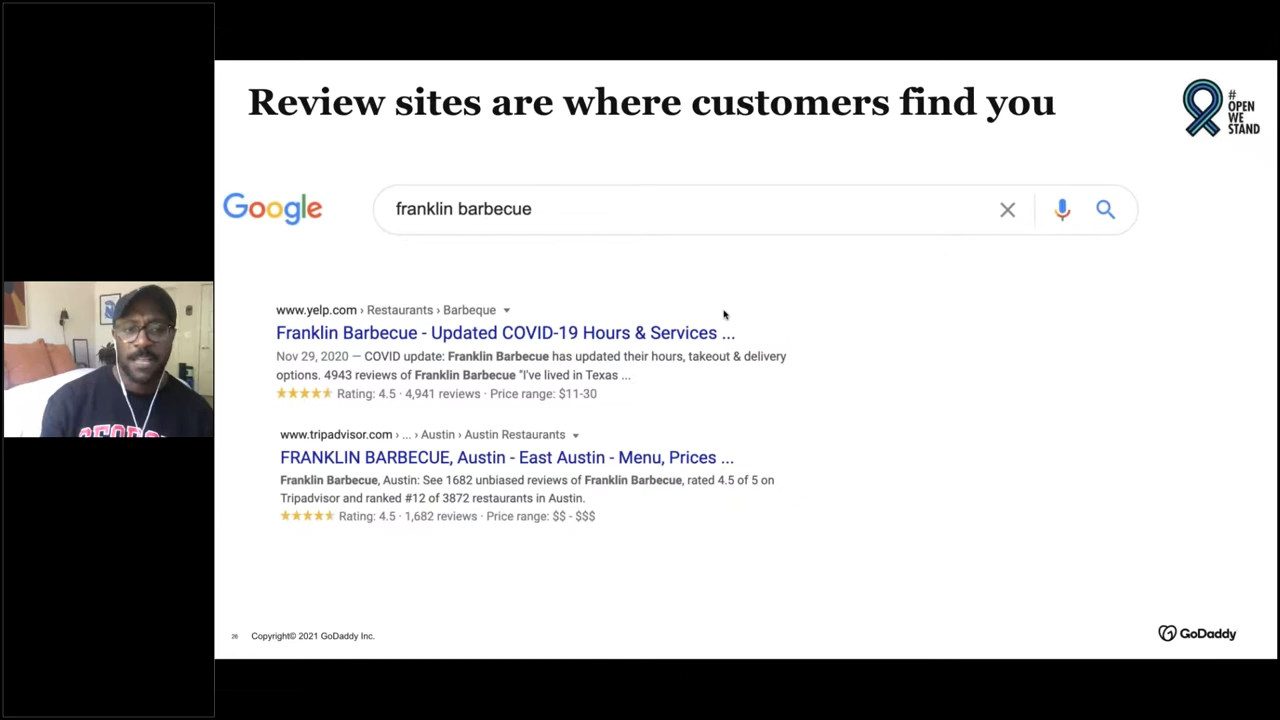 Review sites are where customers find you
#
OPEN
WE
STAND
Google
franklin barbecue
www.yelp.com › Restaurants › Barbeque
Franklin Barbecue - Updated COVID-19 Hours & Services ...
Nov 29, 2020 — COVID update: Franklin Barbecue has updated their hours, takeout & delivery
options. 4943 reviews of Franklin Barbecue "I've lived in Texas ...
Rating: 4.5 · 4,941 reviews · Price range: $11-30
www.tripadvisor.com › ... › Austin › Austin Restaurants
FRANKLIN BARBECUE, Austin - East Austin - Menu, Prices ...
Franklin Barbecue, Austin: See 1682 unbiased reviews of Franklin Barbecue, rated 4.5 of 5 on
Tripadvisor and ranked #12 of 3872 restaurants in Austin.
Rating: 4.5 · 1,682 reviews · Price range: $$ - $$$
26 Copyright© 2021 GoDaddy Inc.
GoDaddy